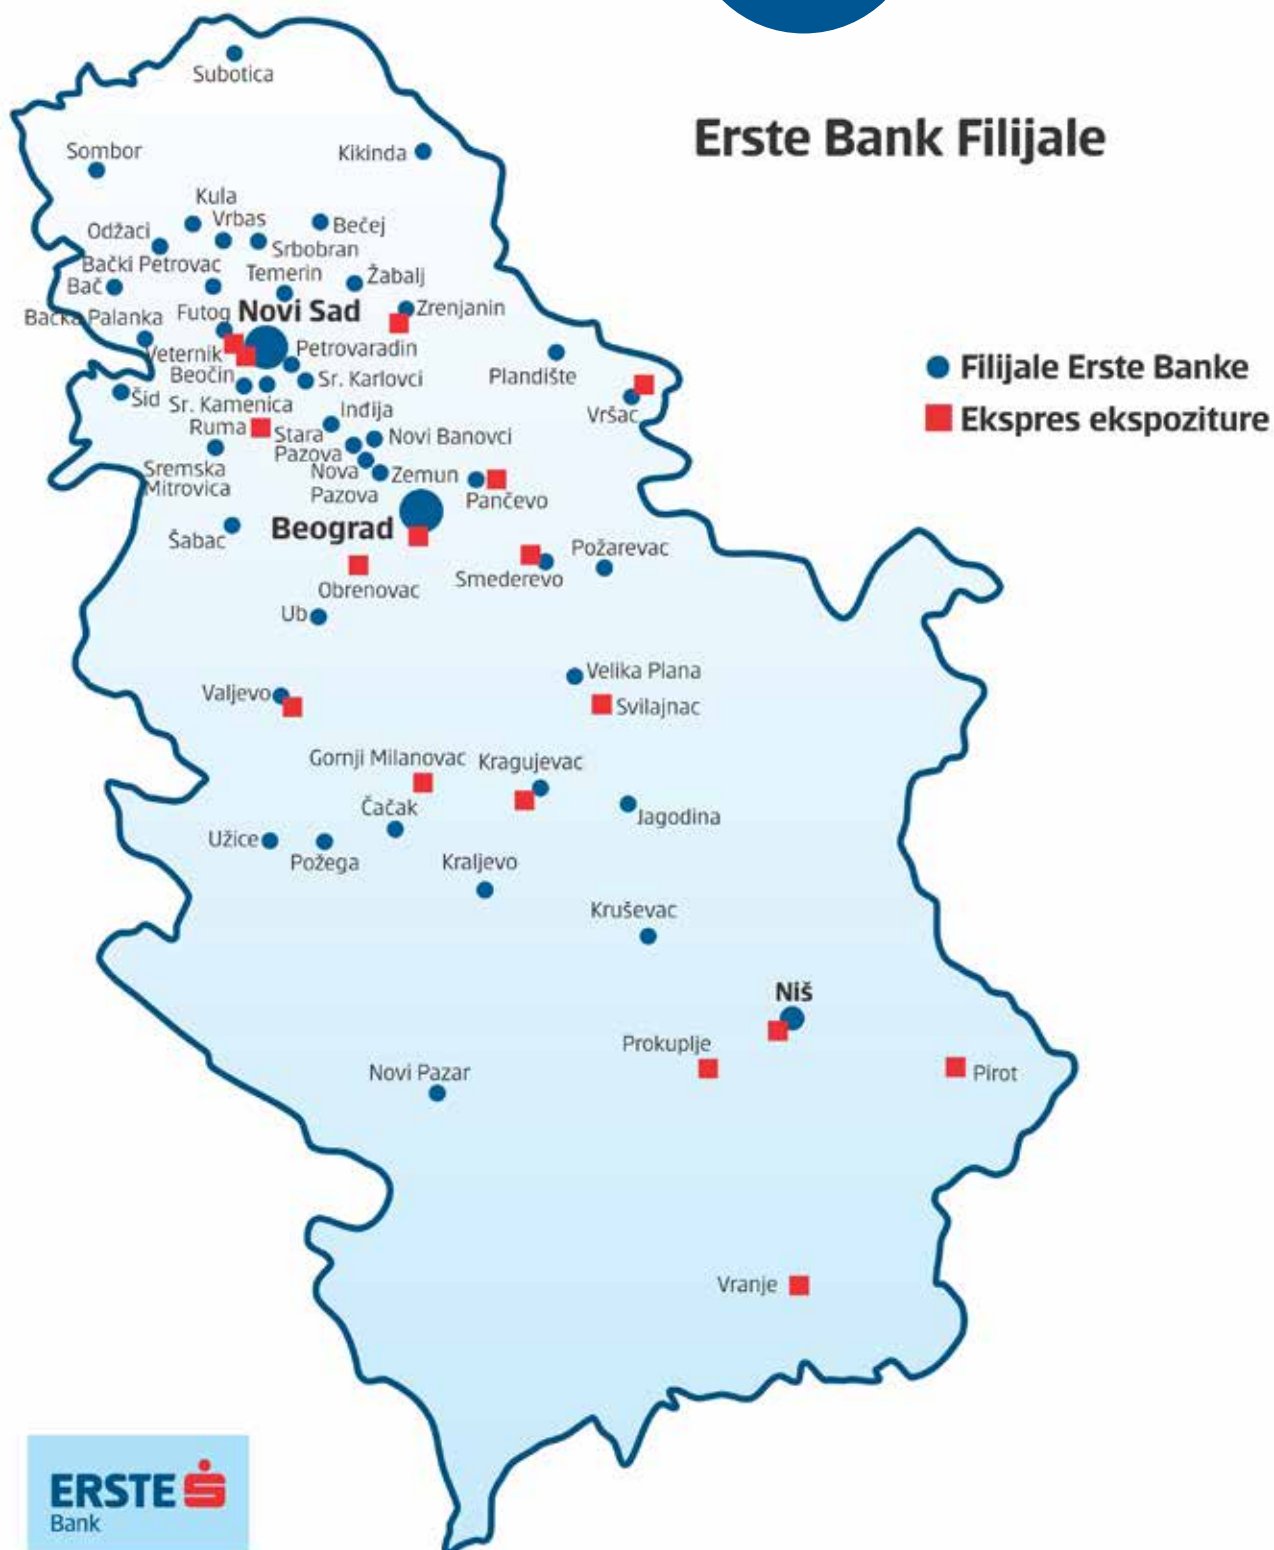 Erste Bank Filijale
Subotica
Sombor
Kikinda
Kula
Vrbas
Bečej
Odžaci
Srbobran
Bački Petrovac
Temerin
Žabalj
Bač
Bačka Palanka
Futog
Novi Sad
Zrenjanin
Veternik
Petrovaradin
Plandište
Beočin
Sr. Karlovci
Šid
Sr. Kamenica
Vršac
Inđija
Ruma
Stara
Pazova
Novi Banovci
Sremska
Mitrovica
Nova
Pazova
Zemun
Pančevo
Šabac
Beograd
Požarevac
Smederevo
Obrenovac
Ub
Velika Plana
Valjevo
Svilajnac
Gornji Milanovac
Kragujevac
Čačak
Jagodina
Užice
Požega
Kraljevo
Kruševac
Niš
Prokuplje
Novi Pazar
Pirot
Vranje
Filijale Erste Banke
Ekspres ekspoziture
ERSTE
Bank